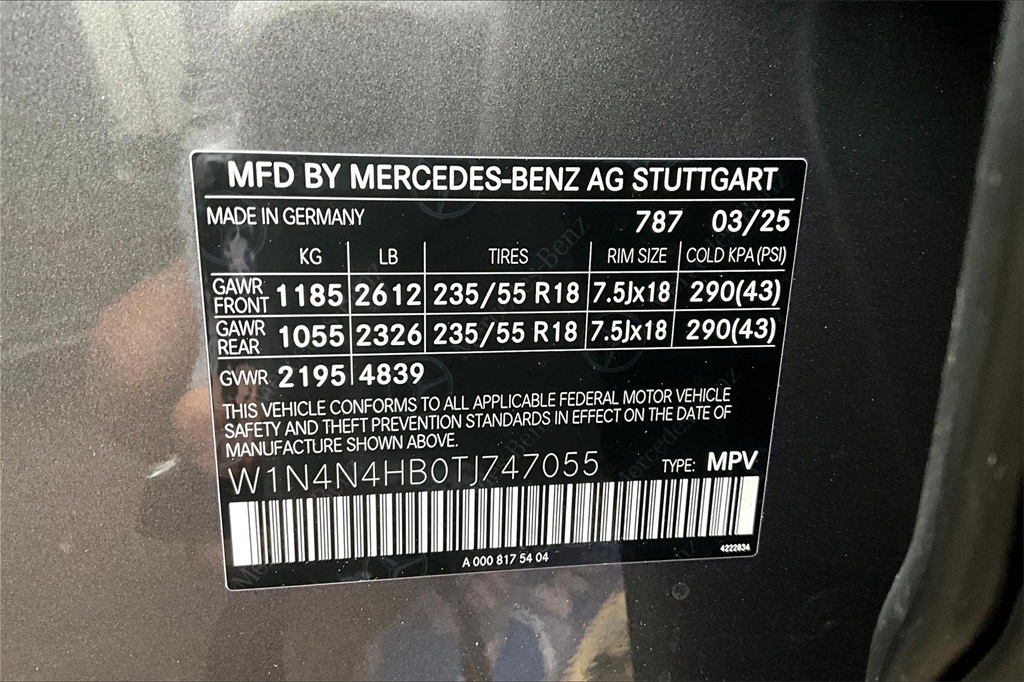 MFD BY MERCEDES-BENZ AG STUTTGART
MADE IN GERMANY 787 03/25
KG LB TIRES RIM SIZE COLD KPA (PSI)
GAWR FRONT 1185 2612 235/55 R18 7.5Jx18 290(43)
GAWR REAR 1055 2326 235/55 R18 7.5Jx18 290(43)
GVWR 2195 4839
THIS VEHICLE CONFORMS TO ALL APPLICABLE FEDERAL MOTOR VEHICLE
SAFETY AND THEFT PREVENTION STANDARDS IN EFFECT ON THE DATE OF
MANUFACTURE SHOWN ABOVE.
W1N4N4HB0TJ747055 TYPE: MPV
4222834
A 000 817 54 04